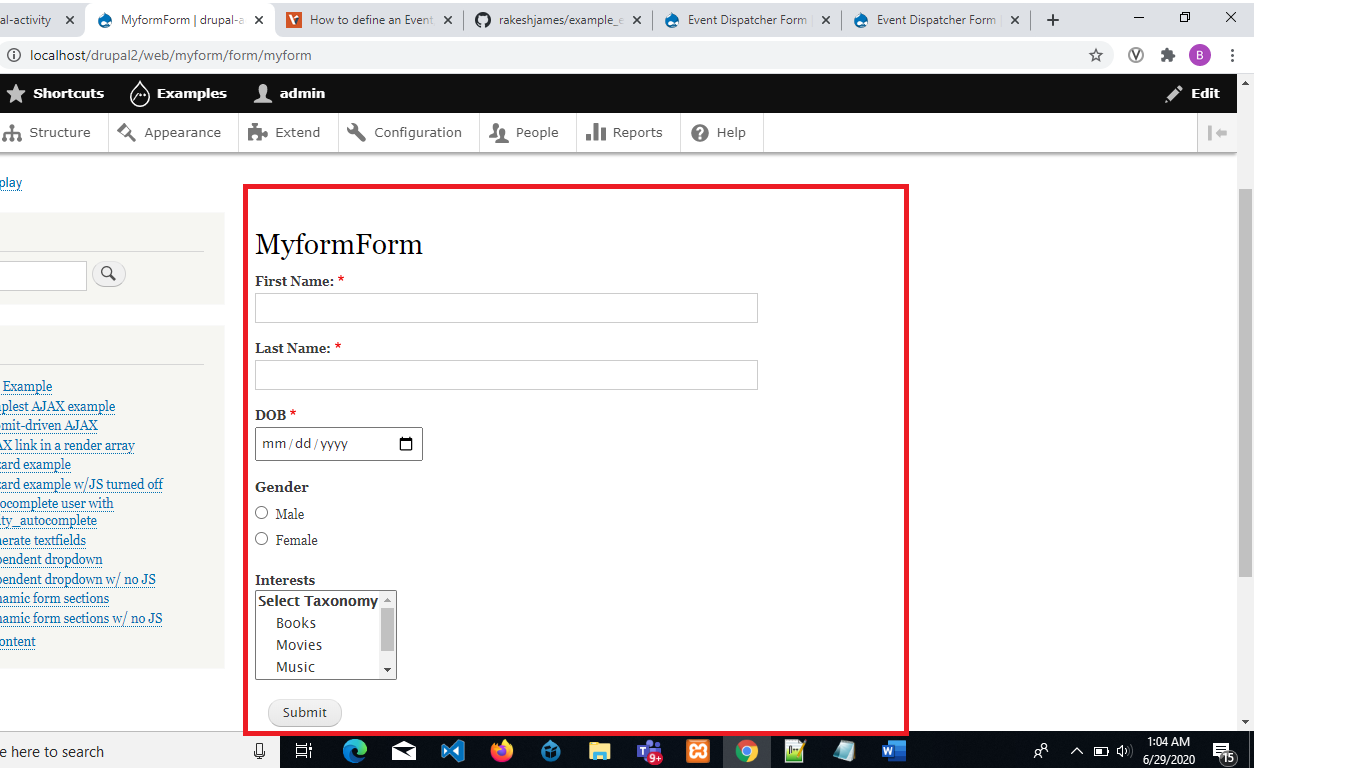 al-activity
MyformForm | drupal-a
How to define an Event
rakeshjames/example_e
Event Dispatcher Form
Event Dispatcher Form
localhost/drupal2/web/myform/form/myform
B
Shortcuts
Examples
admin
Edit
Structure
Appearance
Extend
Configuration
People
Reports
Help
play
Example
plest AJAX example
mit-driven AJAX
AX link in a render array
zard example
zard example w/JS turned off
ocomplete user with
ity_autocomplete
nerate textfields
pendent dropdown
pendent dropdown w/ no JS
namic form sections
namic form sections w/ no JS
ontent
MyformForm
First Name: *
Last Name: *
DOB *
mm/dd/yyyy
Gender
Male
Female
Interests
Select Taxonomy
Books
Movies
Music
Submit
e here to search
9+
1:04 AM
6/29/2020
15